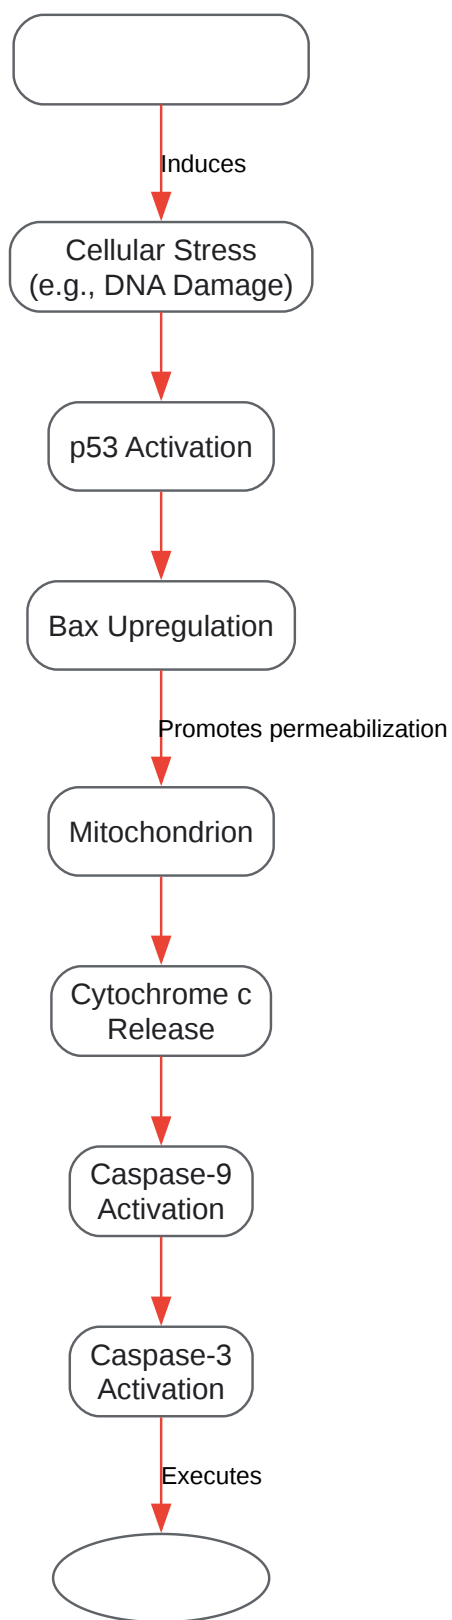 Induces
Cellular Stress
(e.g., DNA Damage)
p53 Activation
Bax Upregulation
Promotes permeabilization
Mitochondrion
Cytochrome c
Release
Caspase-9
Activation
Caspase-3
Activation
Executes